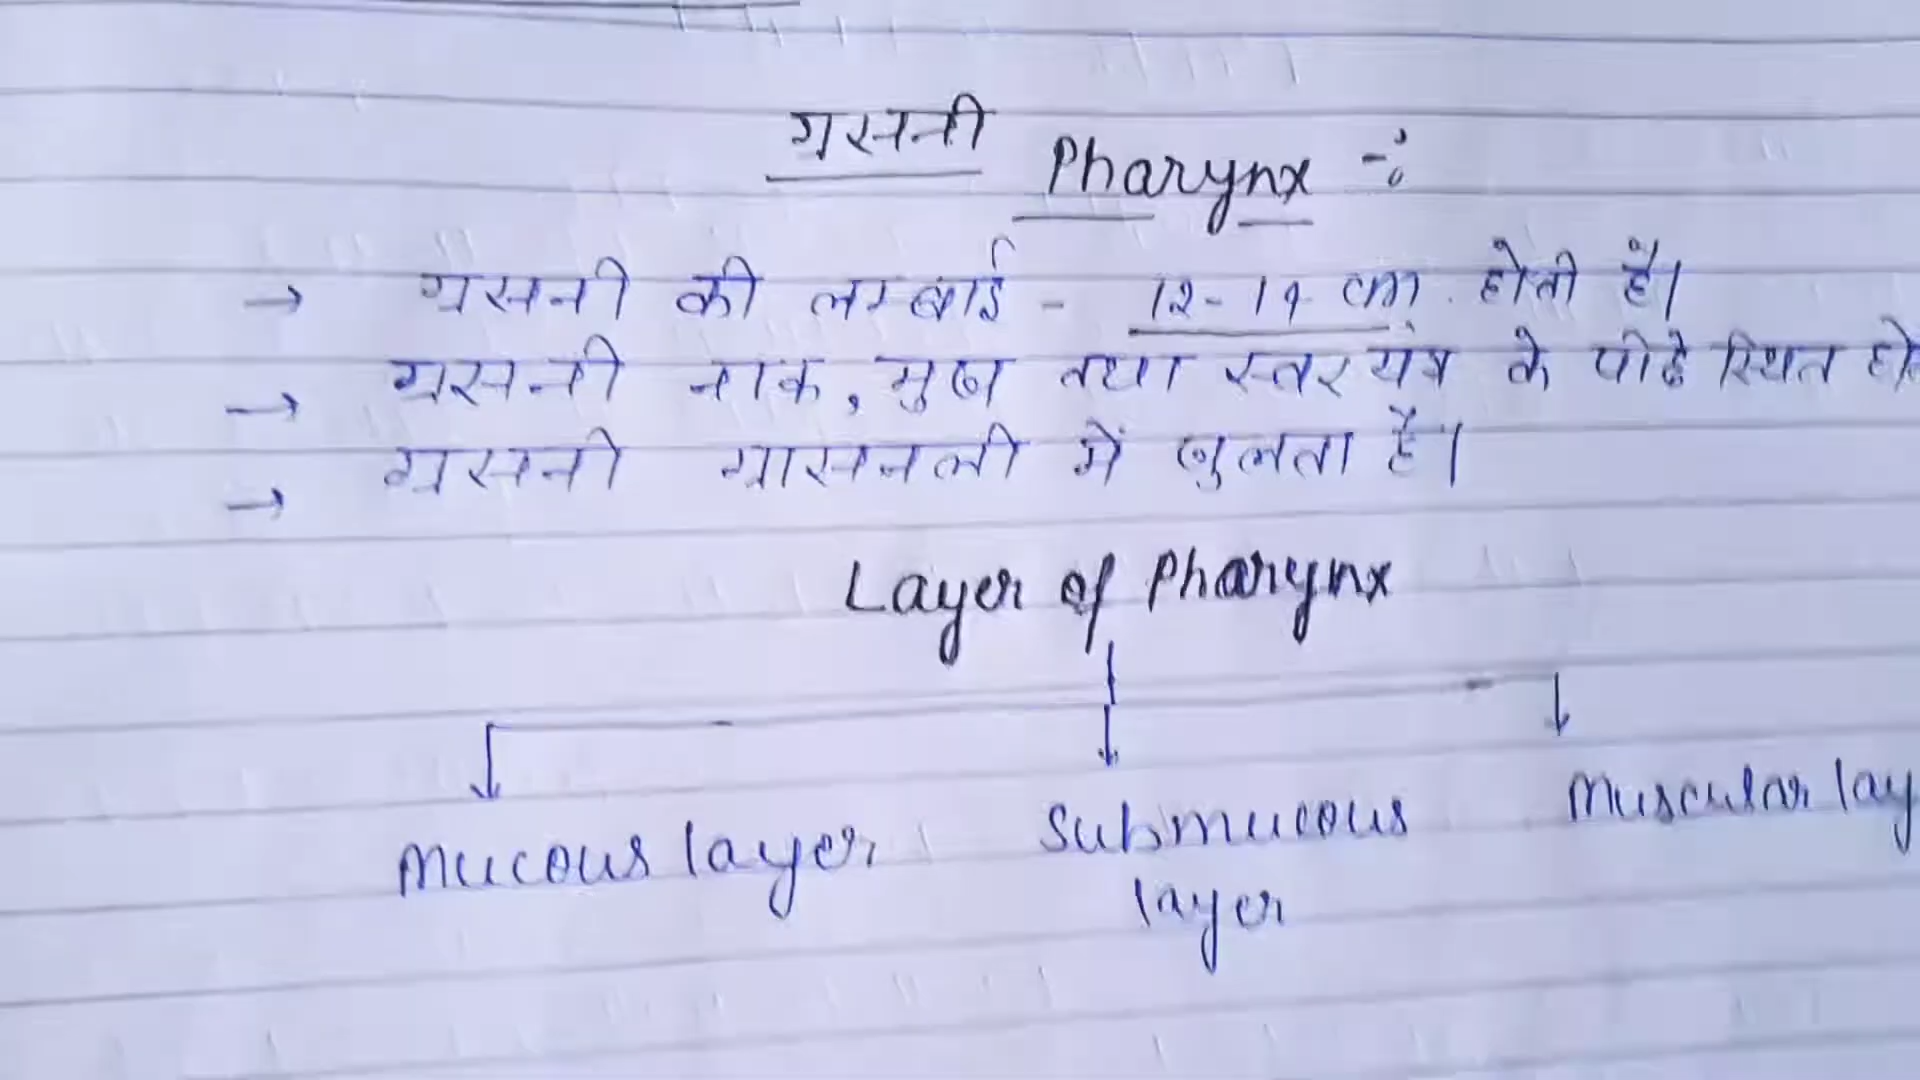 ग्रसनी Pharynx -:
→ ग्रसनी की लम्बाई - 12-14 cm. होती है।
→ ग्रसनी नाक, मुख तथा स्वर यंत्र के पीछे स्थित
→ ग्रसनी ग्रासनली में खुलता है।
Layer of Pharynx
Mucous layer
Submucous
layer
Muscular lay